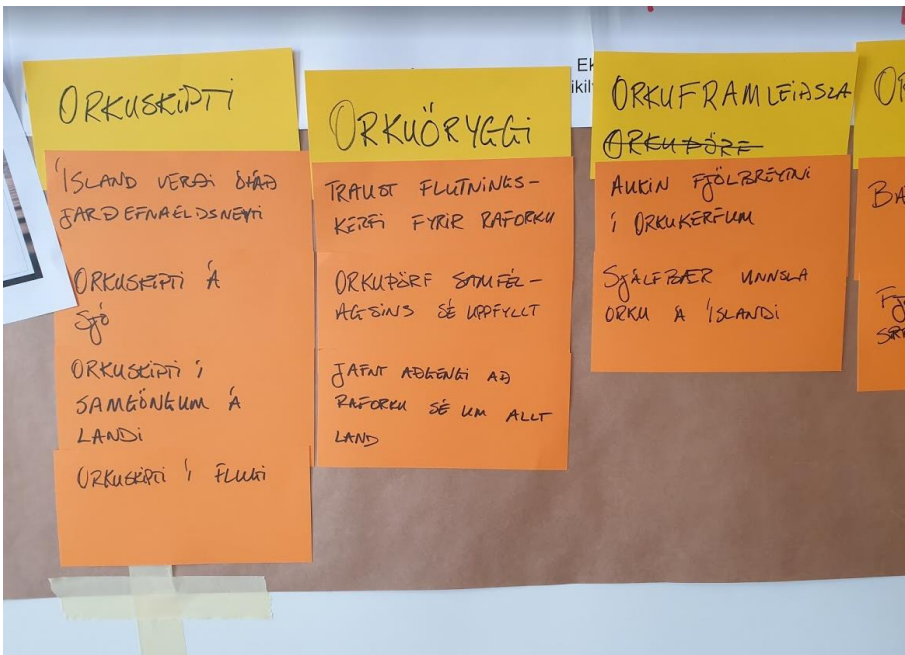 ORKUSKIPTI
ÍSLAND VERÐI ÓHÁÐ
JARÐEFNAELDSNEYTI
ORKUSKIPTI Á
SJÓ
ORKUSKIPTI Í
SAMGÖNGUM Á
LANDI
ORKUSKIPTI Í FLUGI
ORKUÖRYGGI
TRAUST FLUTNINGS-
KERFI FYRIR RAFORKU
ORKUÞÖRF SAMFÉL-
AGSINS SÉ UPPFYLLT
JAFNT AÐGENGI AÐ
RAFORKU SÉ UM ALLT
LAND
ORKUFRAMLEIÐSLA
ORKUÞÖRF
AUKIN FJÖLBREYTNI
Í ORKUKERFUM
SJÁLFBÆR VINNSLA
ORKU Á ÍSLANDI